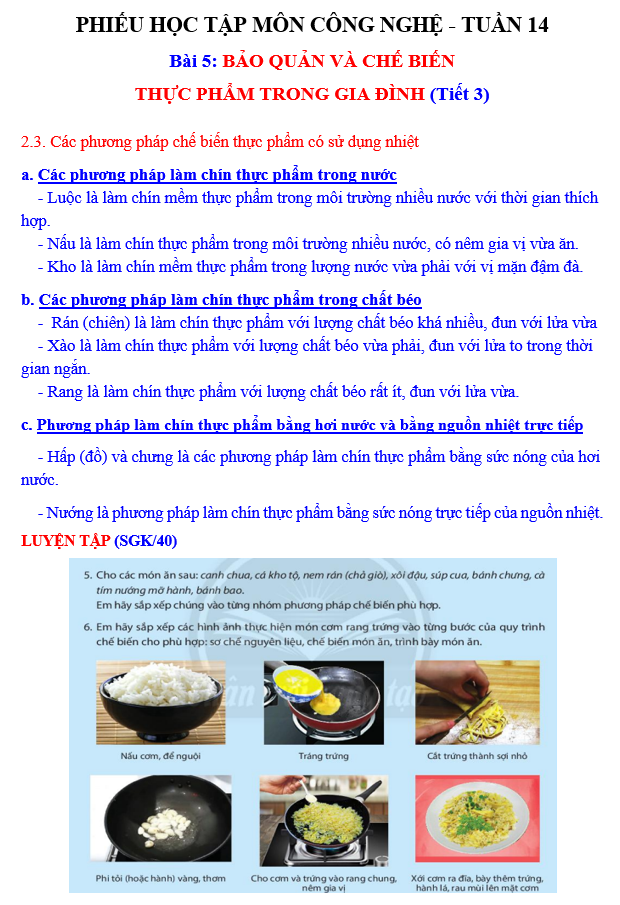 PHIẾU HỌC TẬP MÔN CÔNG NGHỆ - TUẦN 14
Bài 5: BẢO QUẢN VÀ CHẾ BIẾN
THỰC PHẨM TRONG GIA ĐÌNH (Tiết 3)
2.3. Các phương pháp chế biến thực phẩm có sử dụng nhiệt
a. Các phương pháp làm chín thực phẩm trong nước
- Luộc là làm chín mềm thực phẩm trong môi trường nhiều nước với thời gian thích
hợp.
- Nấu là làm chín thực phẩm trong môi trường nhiều nước, có nêm gia vị vừa ăn.
- Kho là làm chín mềm thực phẩm trong lượng nước vừa phải với vị mặn đậm đà.
b. Các phương pháp làm chín thực phẩm trong chất béo
- Rán (chiên) là làm chín thực phẩm với lượng chất béo khá nhiều, đun với lửa vừa
- Xào là làm chín thực phẩm với lượng chất béo vừa phải, đun với lửa to trong thời
gian ngắn.
- Rang là làm chín thực phẩm với lượng chất béo rất ít, đun với lửa vừa.
c. Phương pháp làm chín thực phẩm bằng hơi nước và bằng nguồn nhiệt trực tiếp
- Hấp (đồ) và chưng là các phương pháp làm chín thực phẩm bằng sức nóng của hơi
nước.
- Nướng là phương pháp làm chín thực phẩm bằng sức nóng trực tiếp của nguồn nhiệt.
LUYỆN TẬP (SGK/40)
5. Cho các món ăn sau: canh chua, cá kho tộ, nem rán (chả giò), xôi đậu, súp cua, bánh chưng, cà
tím nướng mỡ hành, bánh bao.
Em hãy sắp xếp chúng vào từng nhóm phương pháp chế biến phù hợp.
6. Em hãy sắp xếp các hình ảnh thực hiện món cơm rang trứng vào từng bước của quy trình
chế biến cho phù hợp: sơ chế nguyên liệu, chế biến món ăn, trình bày món ăn.
Nấu cơm, để nguội
Tráng trứng
Cắt trứng thành sợi nhỏ
Phi tỏi (hoặc hành) vàng, thơm
Cho cơm và trứng vào rang chung,
nêm gia vị
Xới cơm ra đĩa, bày thêm trứng,
hành lá, rau mùi lên mặt cơm